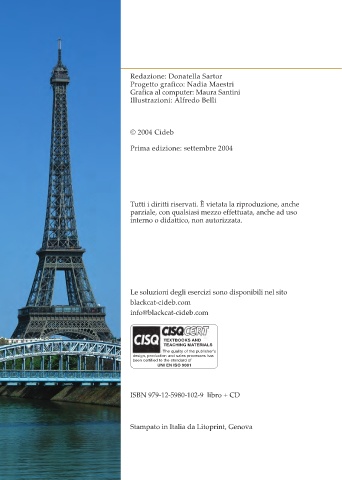 Redazione: Donatella Sartor
Progetto grafico: Nadia Maestri
Grafica al computer: Maura Santini
Illustrazioni: Alfredo Belli
© 2004 Cideb
Prima edizione: settembre 2004
Tutti i diritti riservati. È vietata la riproduzione, anche
parziale, con qualsiasi mezzo effettuata, anche ad uso
interno o didattico, non autorizzata.
Le soluzioni degli esercizi sono disponibili nel sito
blackcat-cideb.com
info@blackcat-cideb.com
CISQ CISQCERT
TEXTBOOKS AND
TEACHING MATERIALS
The quality of the publisher's
design, production and sales processes has
been certified to the standard of
UNI EN ISO 9001
ISBN 979-12-5980-102-9 libro + CD
Stampato in Italia da Litoprint, Genova